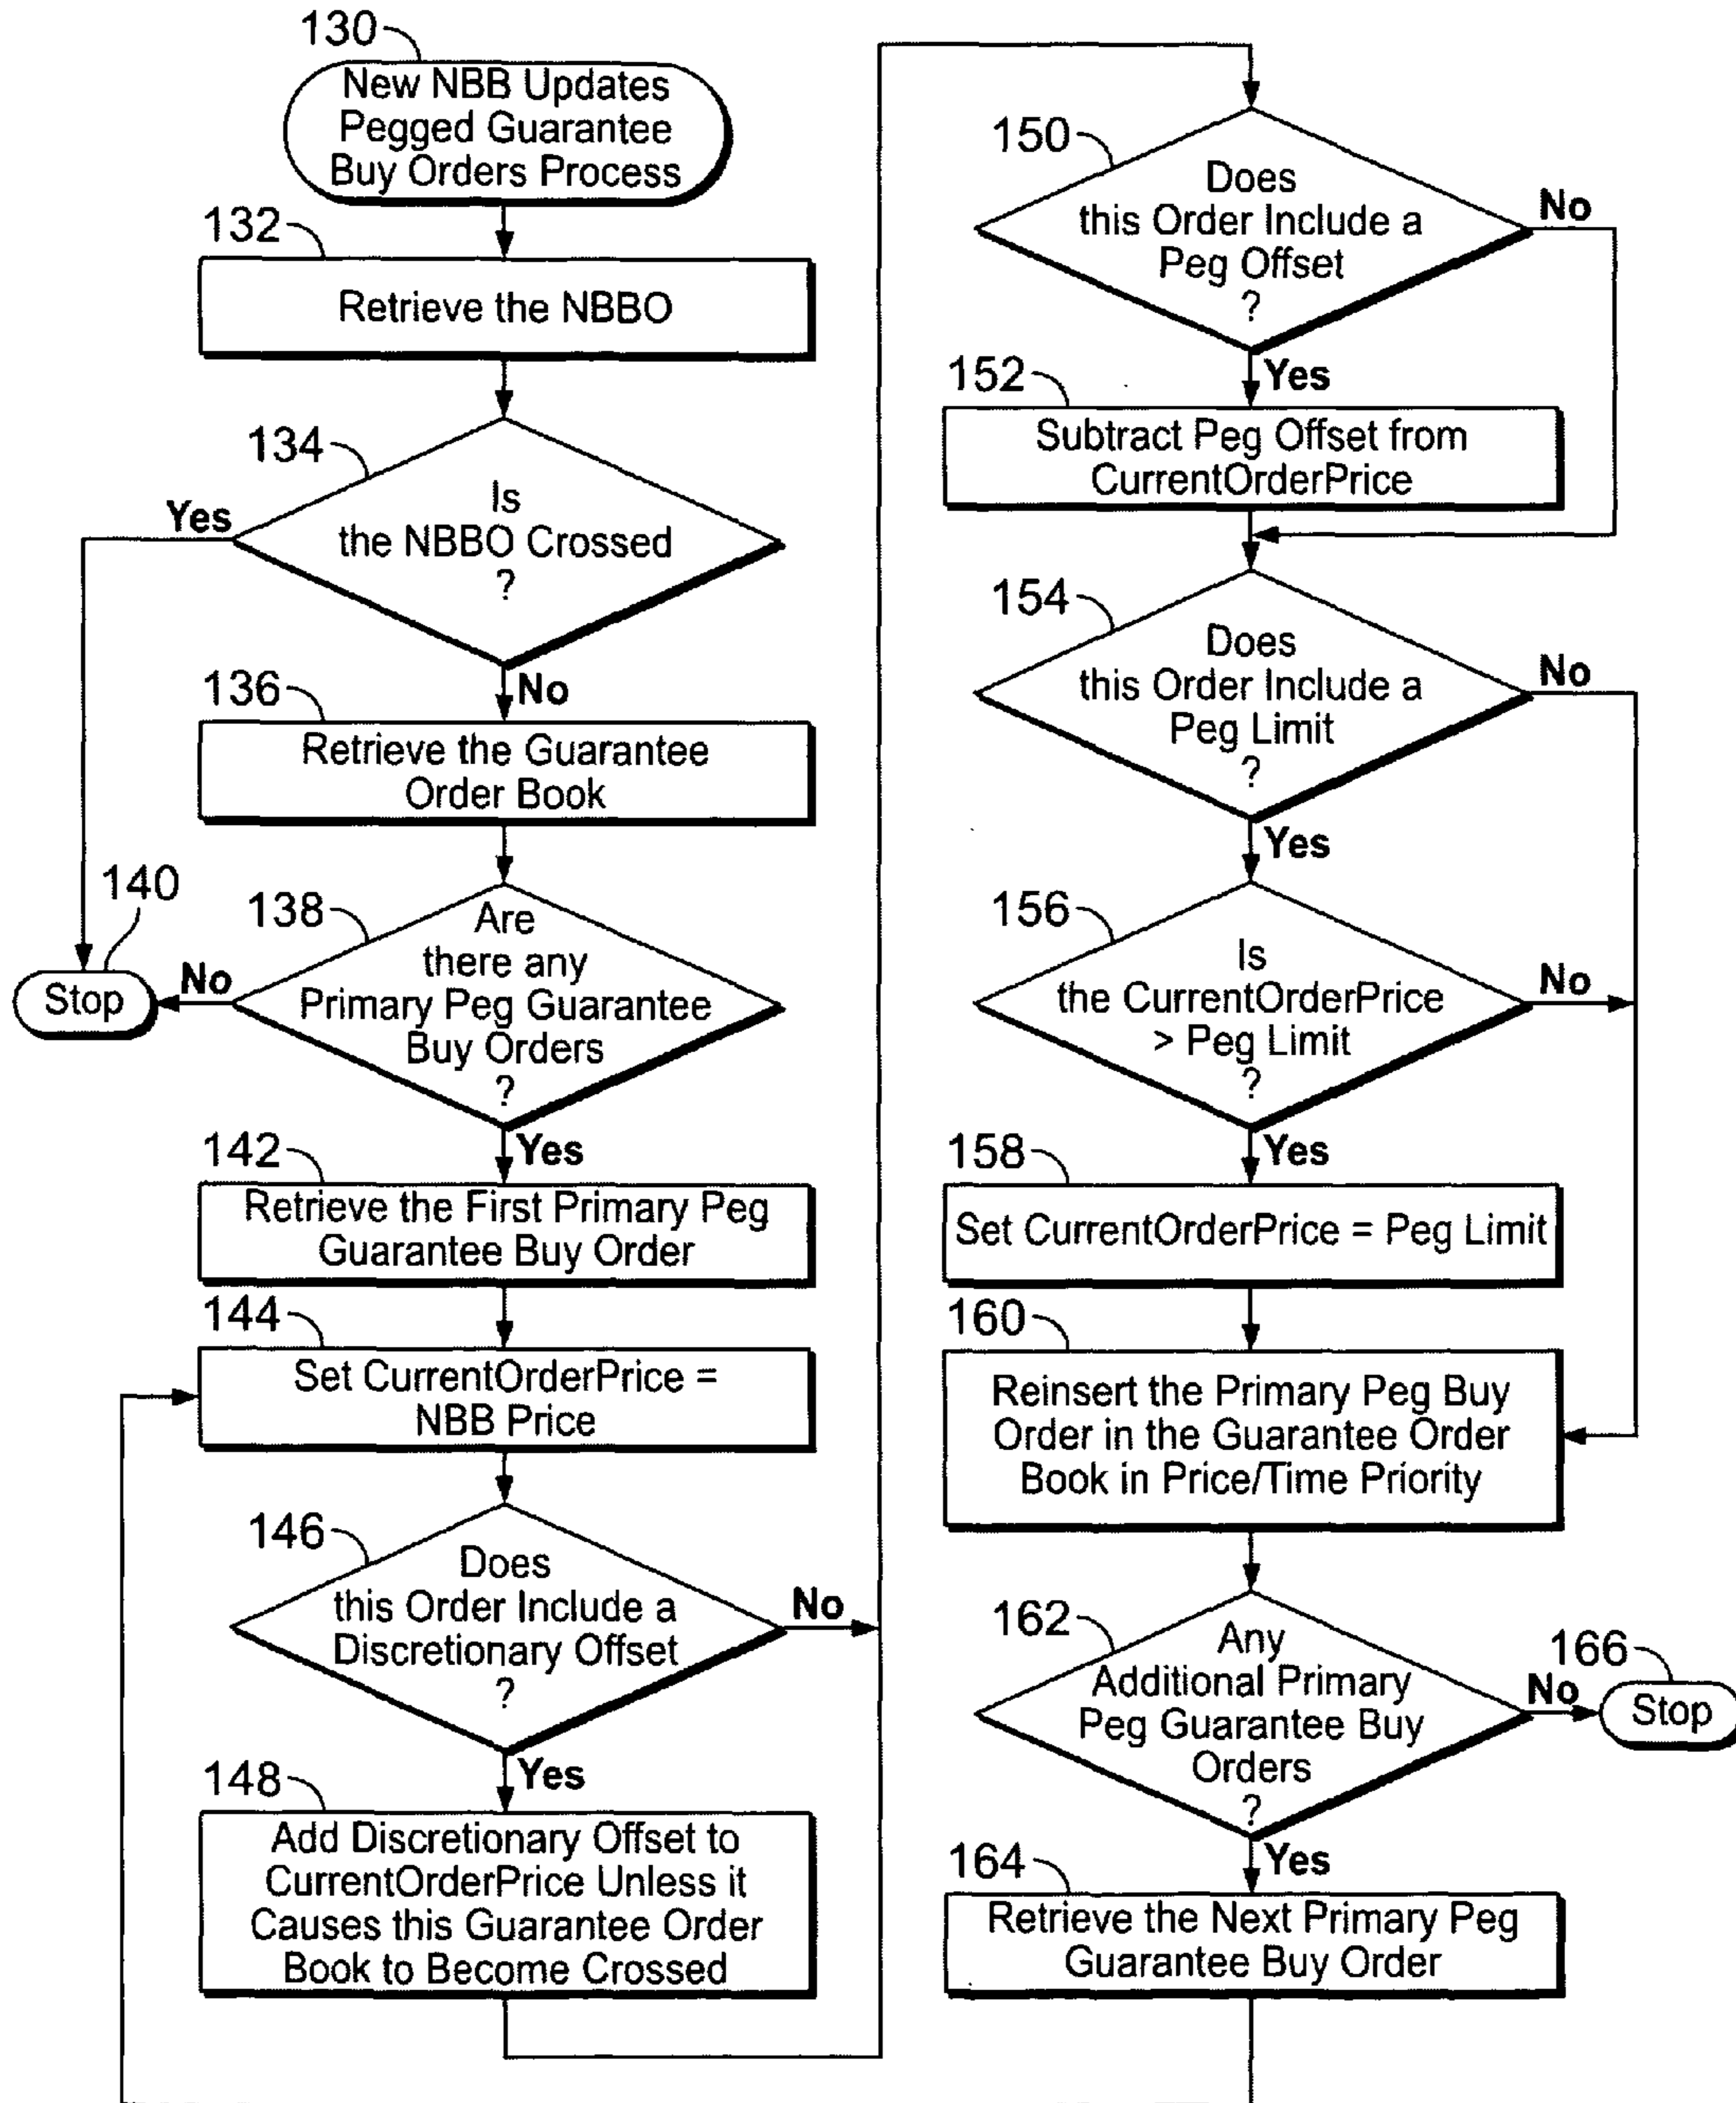 130
New NBB Updates
Pegged Guarantee
Buy Orders Process
132
Retrieve the NBBO
134
Is
the NBBO Crossed
?
Yes
No
136
Retrieve the Guarantee
Order Book
138
Are
there any
Primary Peg Guarantee
Buy Orders
?
No
140
Stop
Yes
142
Retrieve the First Primary Peg
Guarantee Buy Order
144
Set CurrentOrderPrice =
NBB Price
146
Does
this Order Include a
Discretionary Offset
?
No
Yes
148
Add Discretionary Offset to
CurrentOrderPrice Unless it
Causes this Guarantee Order
Book to Become Crossed
150
Does
this Order Include a
Peg Offset
?
No
Yes
152
Subtract Peg Offset from
CurrentOrderPrice
154
Does
this Order Include a
Peg Limit
?
No
Yes
156
Is
the CurrentOrderPrice
> Peg Limit
?
No
Yes
158
Set CurrentOrderPrice = Peg Limit
160
Reinsert the Primary Peg Buy
Order in the Guarantee Order
Book in Price/Time Priority
162
Any
Additional Primary
Peg Guarantee Buy
Orders
?
No
166
Stop
Yes
164
Retrieve the Next Primary Peg
Guarantee Buy Order